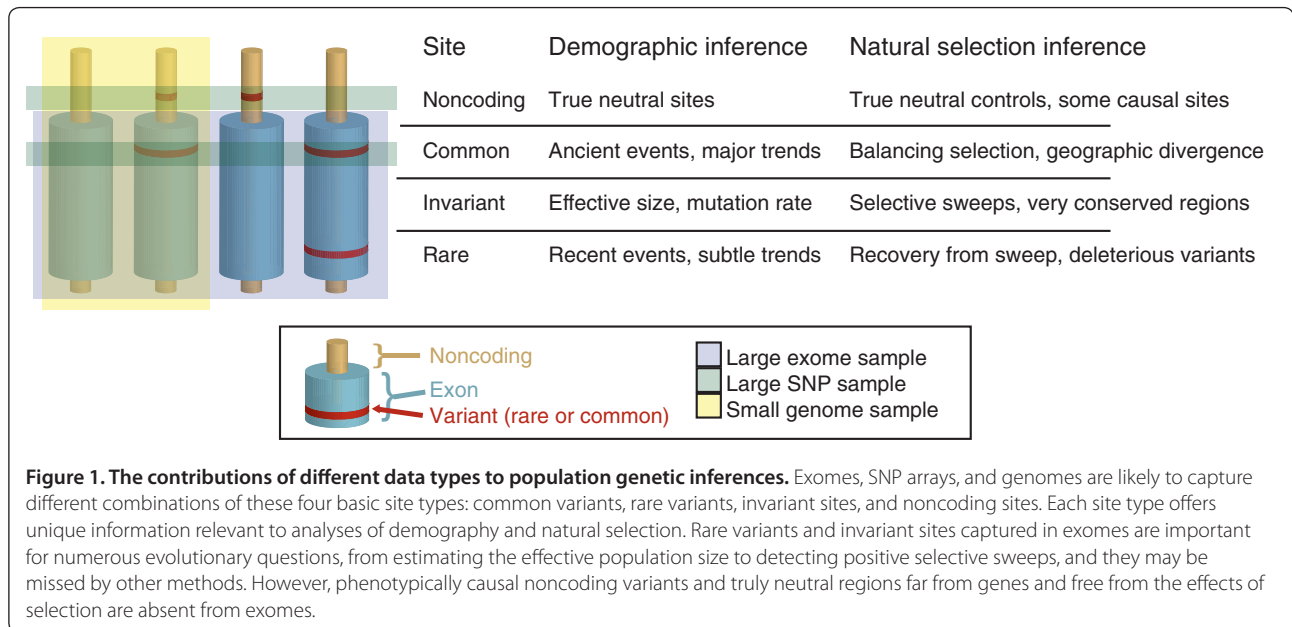 Site Demographic inference Natural selection inference
Noncoding True neutral sites True neutral controls, some causal sites
Common Ancient events, major trends Balancing selection, geographic divergence
Invariant Effective size, mutation rate Selective sweeps, very conserved regions
Rare Recent events, subtle trends Recovery from sweep, deleterious variants
Noncoding
Exon
Variant (rare or common)
Large exome sample
Large SNP sample
Small genome sample
Figure 1. The contributions of different data types to population genetic inferences. Exomes, SNP arrays, and genomes are likely to capture
different combinations of these four basic site types: common variants, rare variants, invariant sites, and noncoding sites. Each site type offers
unique information relevant to analyses of demography and natural selection. Rare variants and invariant sites captured in exomes are important
for numerous evolutionary questions, from estimating the effective population size to detecting positive selective sweeps, and they may be
missed by other methods. However, phenotypically causal noncoding variants and truly neutral regions far from genes and free from the effects of
selection are absent from exomes.